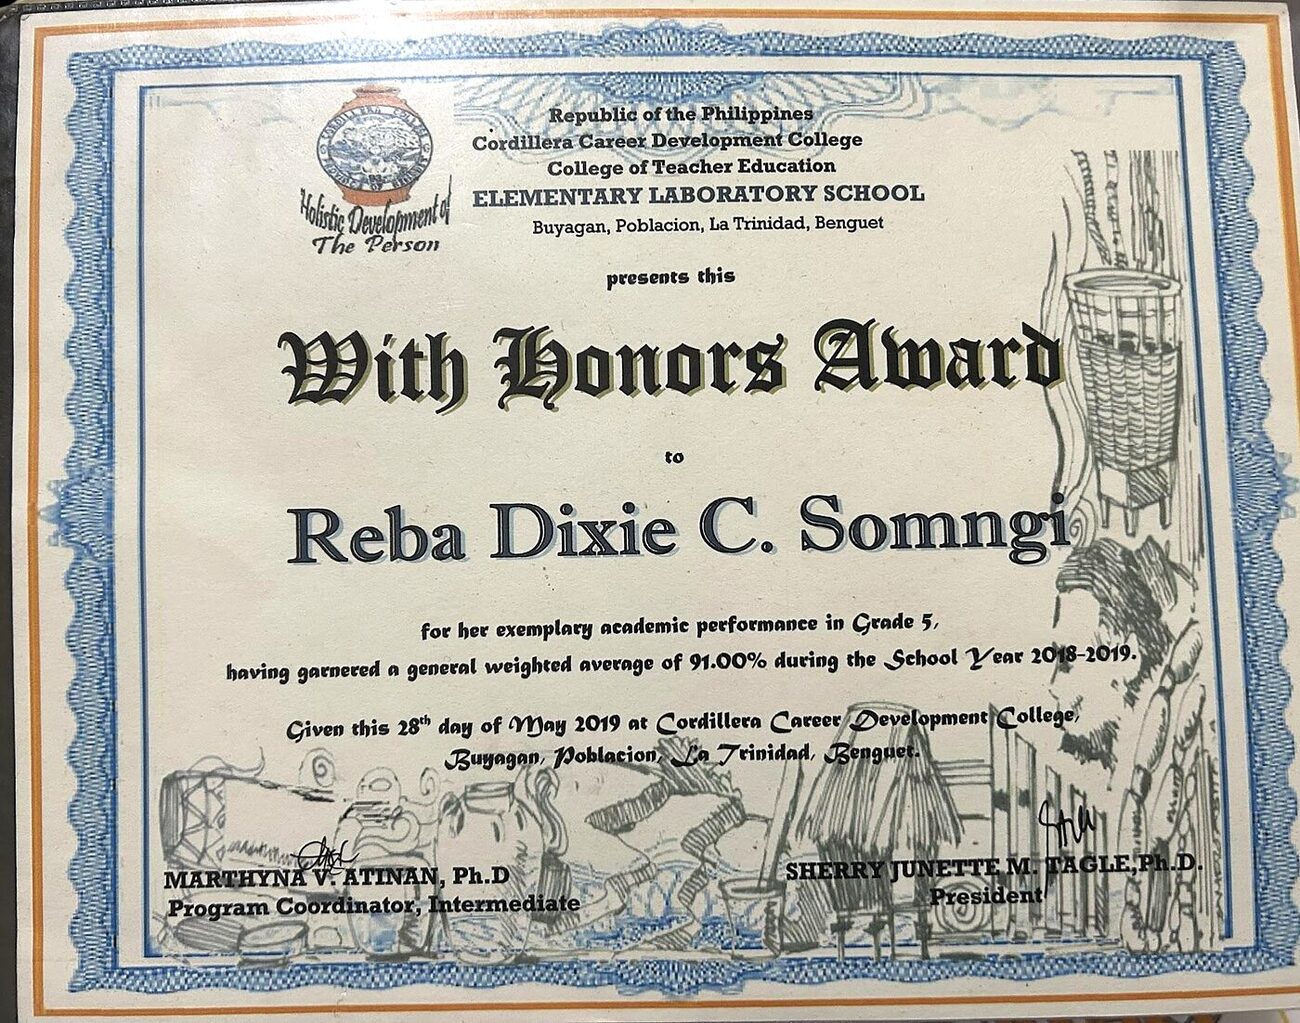 Holistic Development of
The Person
Republic of the Philippines
Cordillera Career Development College
College of Teacher Education
ELEMENTARY LABORATORY SCHOOL
Buyagan, Poblacion, La Trinidad, Benguet
presents this
With Honors Award
to
Reba Dixie C. Somngi
for her exemplary academic performance in Grade 5,
having garnered a general weighted average of 91.00% during the School Year 2018-2019.
Given this 28th day of May 2019 at Cordillera Career Development College,
Buyagan, Poblacion, La Trinidad, Benguet.
MARTHYNA V. ATINAN, Ph.D
Program Coordinator, Intermediate
SHERRY JUNETTE M. TAGLE,Ph.D.
President